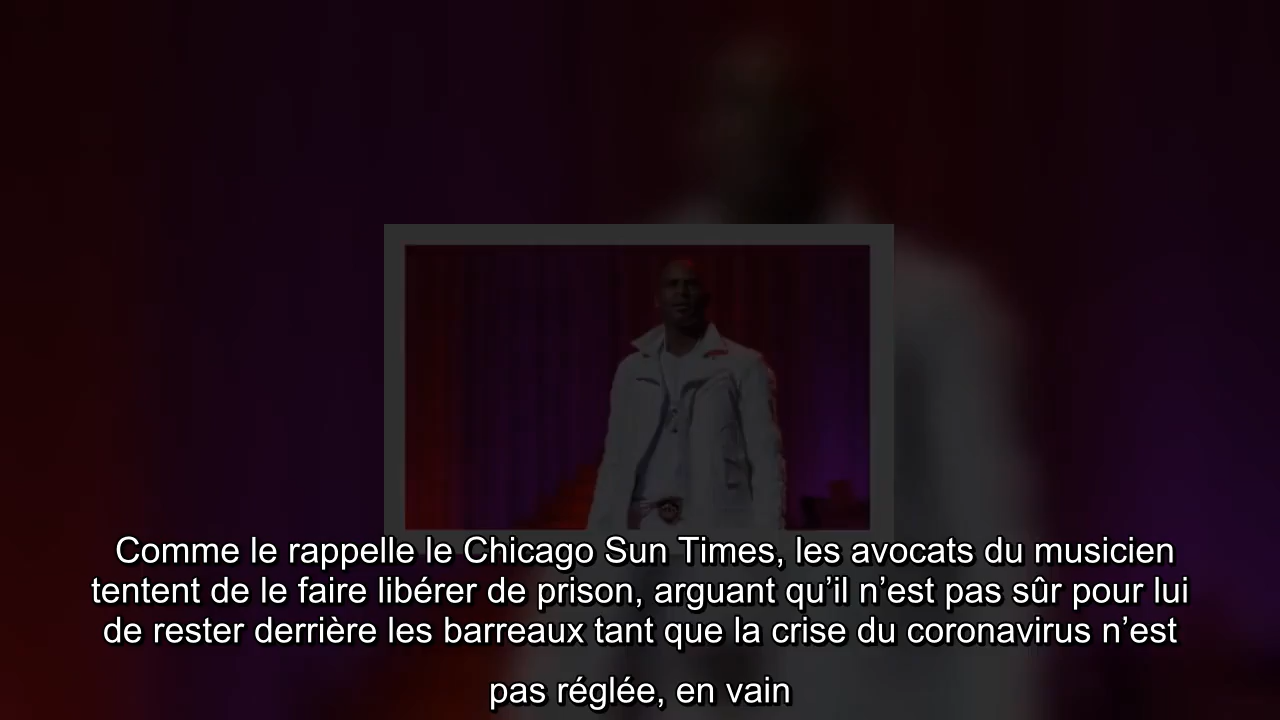 Comme le rappelle le Chicago Sun Times, les avocats du musicien
tentent de le faire libérer de prison, arguant qu’il n’est pas sûr pour lui
de rester derrière les barreaux tant que la crise du coronavirus n’est
pas réglée, en vain